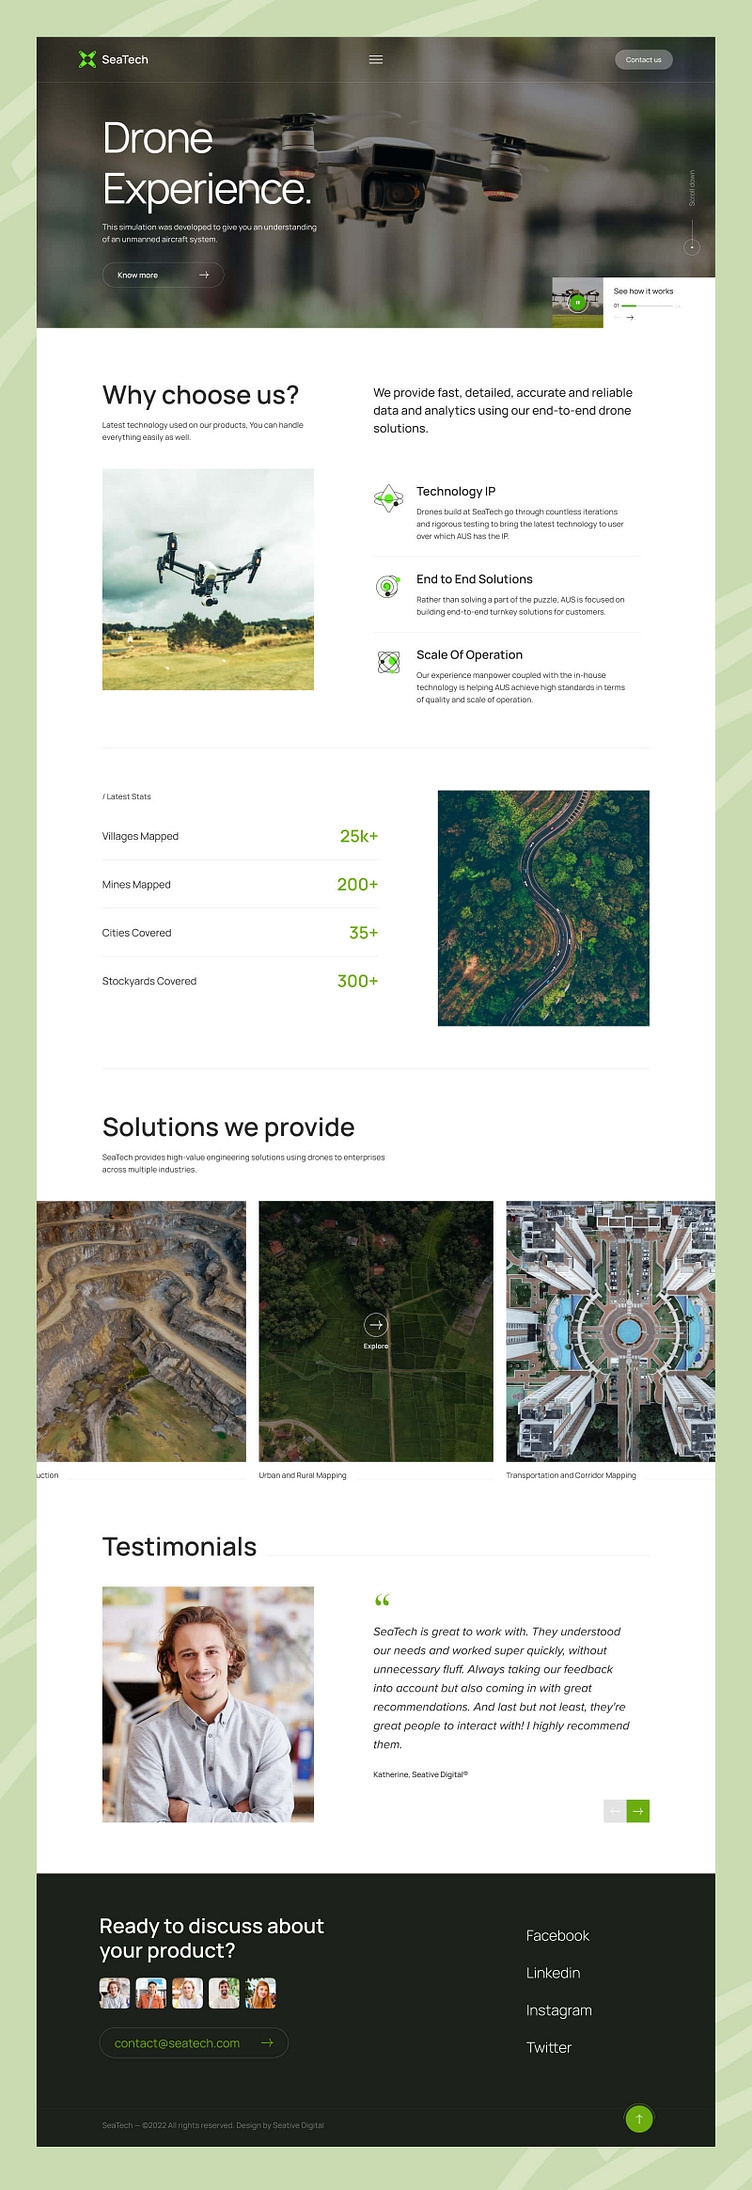 SeaTech
Contact us
Drone
Experience.
This simulation was developed to give you an understanding
of an unmanned aircraft system.
Know more
Scroll down
See how it works
01
Why choose us?
Latest technology used on our products, You can handle
everything easily as well.
We provide fast, detailed, accurate and reliable
data and analytics using our end-to-end drone
solutions.
Technology IP
Drones build at SeaTech go through countless iterations
and rigorous testing to bring the latest technology to user
over which AUS has the IP.
End to End Solutions
Rather than solving a part of the puzzle, AUS is focused on
building end-to-end turnkey solutions for customers.
Scale Of Operation
Our experience manpower coupled with the in-house
technology is helping AUS achieve high standards in terms
of quality and scale of operation.
/ Latest Stats
Villages Mapped
25k+
Mines Mapped
200+
Cities Covered
35+
Stockyards Covered
300+
Solutions we provide
SeaTech provides high-value engineering solutions using drones to enterprises
across multiple industries.
Explore
uction
Urban and Rural Mapping
Transportation and Corridor Mapping
Testimonials
“
SeaTech is great to work with. They understood
our needs and worked super quickly, without
unnecessary fluff. Always taking our feedback
into account but also coming in with great
recommendations. And last but not least, they're
great people to interact with! I highly recommend
them.
Katherine, Seative Digital®
Ready to discuss about
your product?
contact@seatech.com
Facebook
Linkedin
Instagram
Twitter
SeaTech — ©2022 All rights reserved. Design by Seative Digital